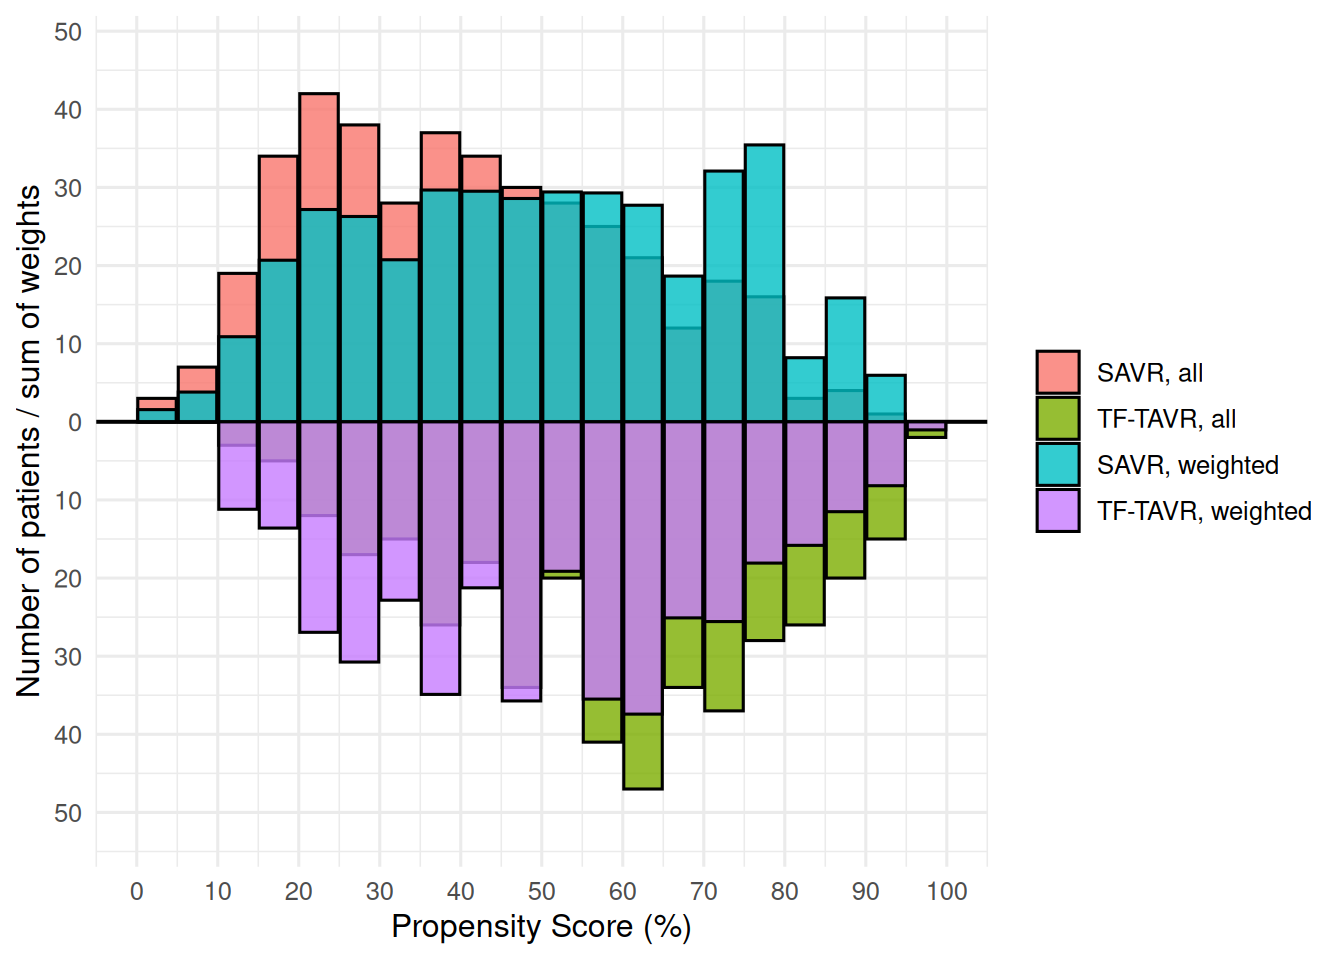 Number of patients / sum of weights
50
40
30
20
10
0
10
20
30
40
50
0 10 20 30 40 50 60 70 80 90 100
Propensity Score (%)
SAVR, all
TF-TAVR, all
SAVR, weighted
TF-TAVR, weighted